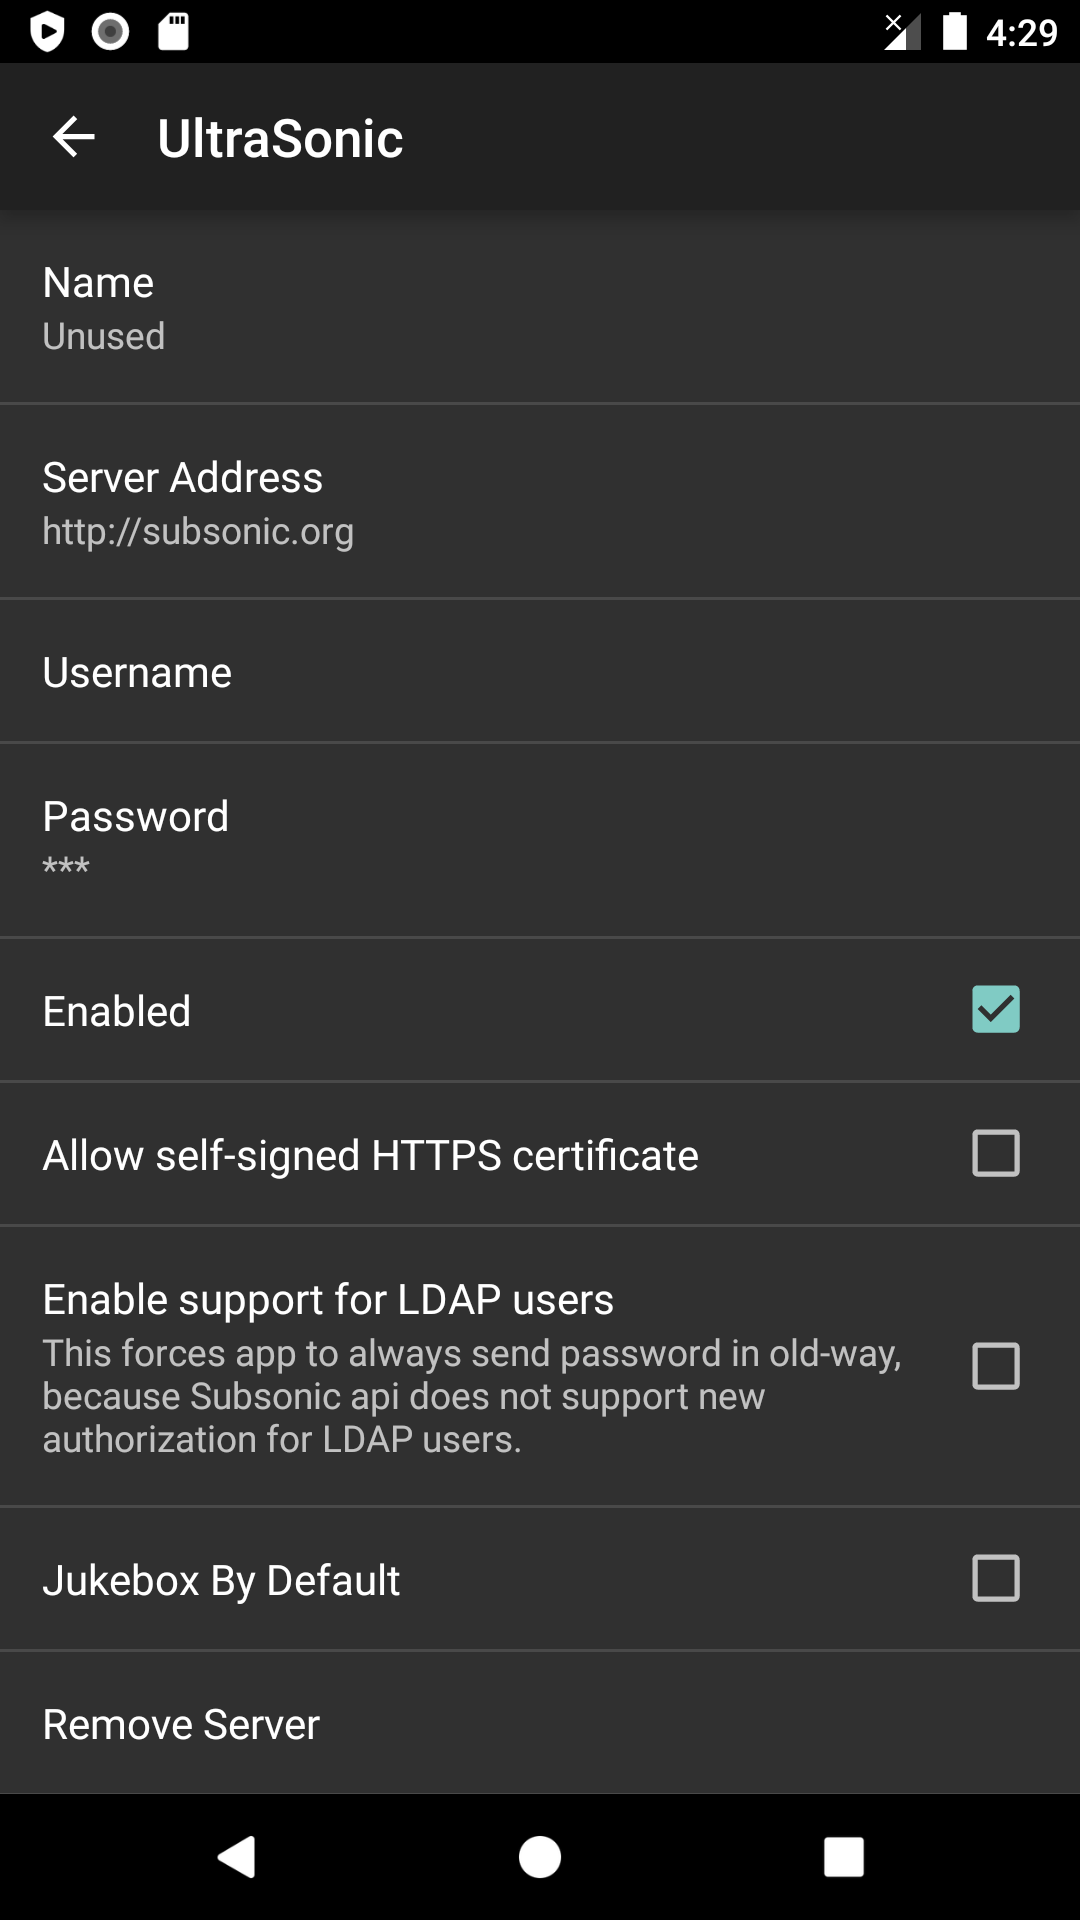 4:29
UltraSonic
Name
Unused
Server Address
http://subsonic.org
Username
Password
***
Enabled
Allow self-signed HTTPS certificate
Enable support for LDAP users
This forces app to always send password in old-way,
because Subsonic api does not support new
authorization for LDAP users.
Jukebox By Default
Remove Server